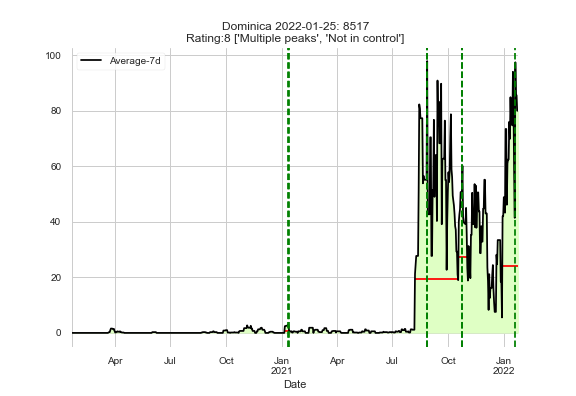 Dominica 2022-01-25: 8517
Rating:8 ['Multiple peaks', 'Not in control']
Average-7d
100
80
60
40
20
0
Apr Jul Oct Jan Apr Jul Oct Jan
2021 2022
Date